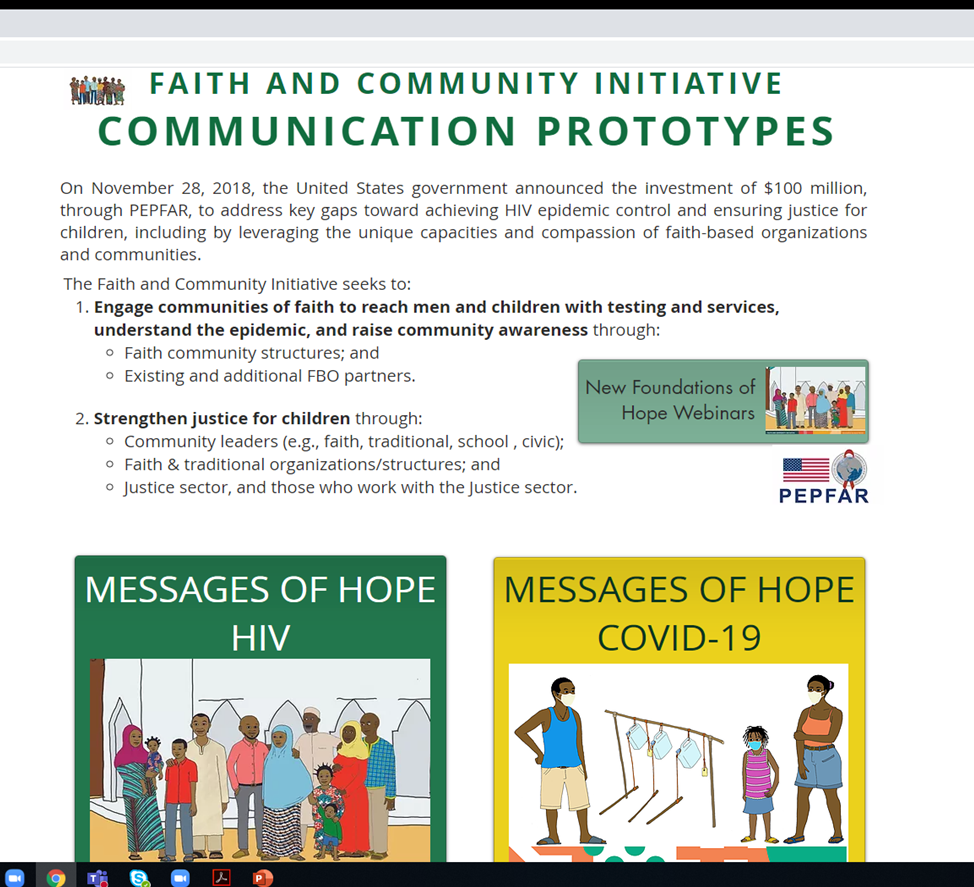 FAITH AND COMMUNITY INITIATIVE
COMMUNICATION PROTOTYPES
On November 28, 2018, the United States government announced the investment of $100 million,
through PEPFAR, to address key gaps toward achieving HIV epidemic control and ensuring justice for
children, including by leveraging the unique capacities and compassion of faith-based organizations
and communities.
The Faith and Community Initiative seeks to:
1. Engage communities of faith to reach men and children with testing and services,
understand the epidemic, and raise community awareness through:
Faith community structures; and
Existing and additional FBO partners.
New Foundations of
Hope Webinars
2. Strengthen justice for children through:
Community leaders (e.g., faith, traditional, school , civic);
Faith & traditional organizations/structures; and
Justice sector, and those who work with the Justice sector.
PEPFAR
MESSAGES OF HOPE
HIV
MESSAGES OF HOPE
COVID-19